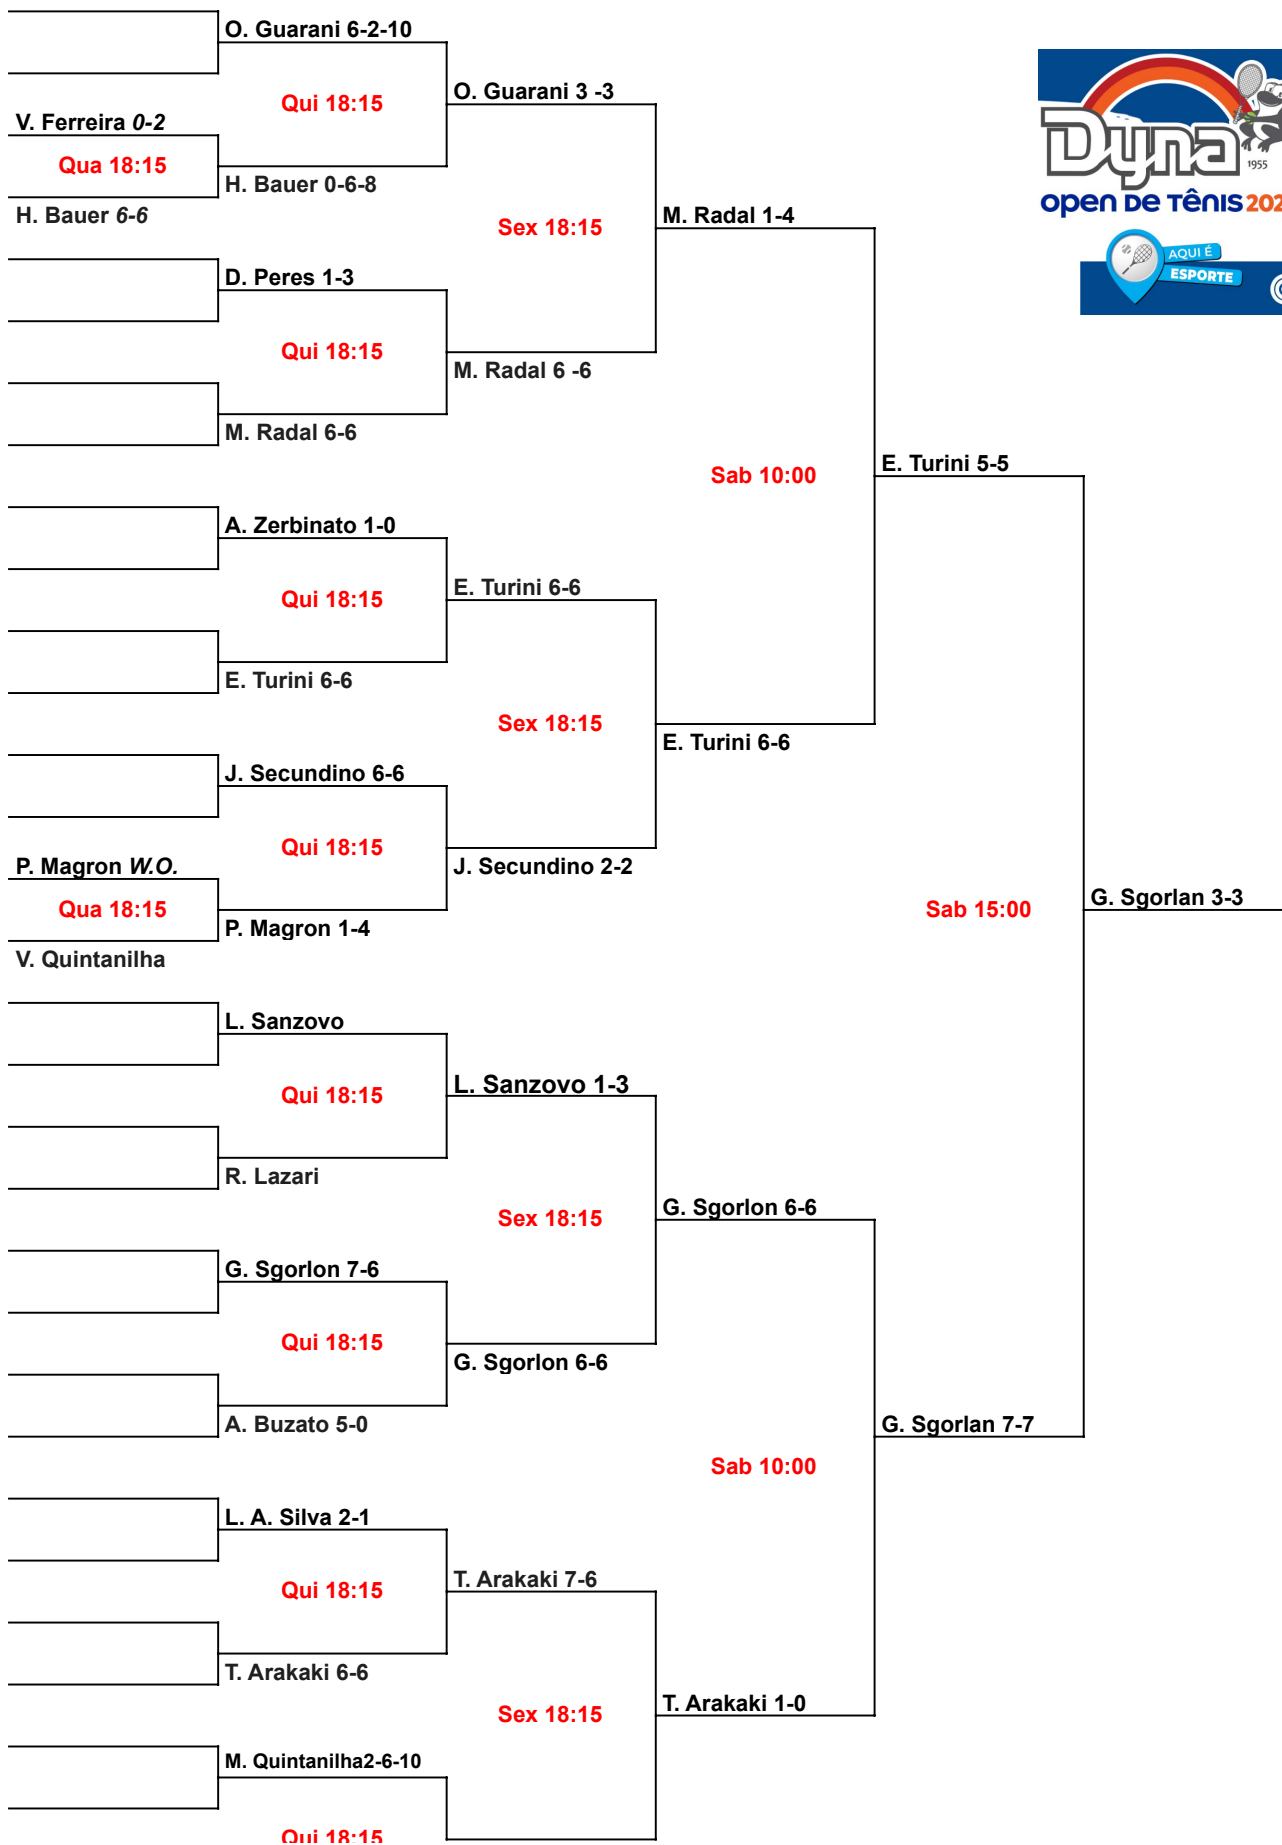 O. Guarani 6-2-10
Qui 18:15
O. Guarani 3 -3
V. Ferreira 0-2
Qua 18:15
H. Bauer 0-6-8
H. Bauer 6-6
Sex 18:15
M. Radal 1-4
Dyna
1955
OPEN DE TÊNIS 202
AQUI É
ESPORTE
D. Peres 1-3
Qui 18:15
M. Radal 6 -6
M. Radal 6-6
Sab 10:00
E. Turini 5-5
A. Zerbinato 1-0
Qui 18:15
E. Turini 6-6
E. Turini 6-6
Sex 18:15
E. Turini 6-6
J. Secundino 6-6
Qui 18:15
J. Secundino 2-2
P. Magron W.O.
Qua 18:15
P. Magron 1-4
V. Quintanilha
Sab 15:00
G. Sgorlan 3-3
L. Sanzovo
Qui 18:15
L. Sanzovo 1-3
R. Lazari
Sex 18:15
G. Sgorlon 6-6
G. Sgorlon 7-6
Qui 18:15
G. Sgorlon 6-6
A. Buzato 5-0
G. Sgorlan 7-7
Sab 10:00
L. A. Silva 2-1
Qui 18:15
T. Arakaki 7-6
T. Arakaki 6-6
Sex 18:15
T. Arakaki 1-0
M. Quintanilha2-6-10
Qui 18:15